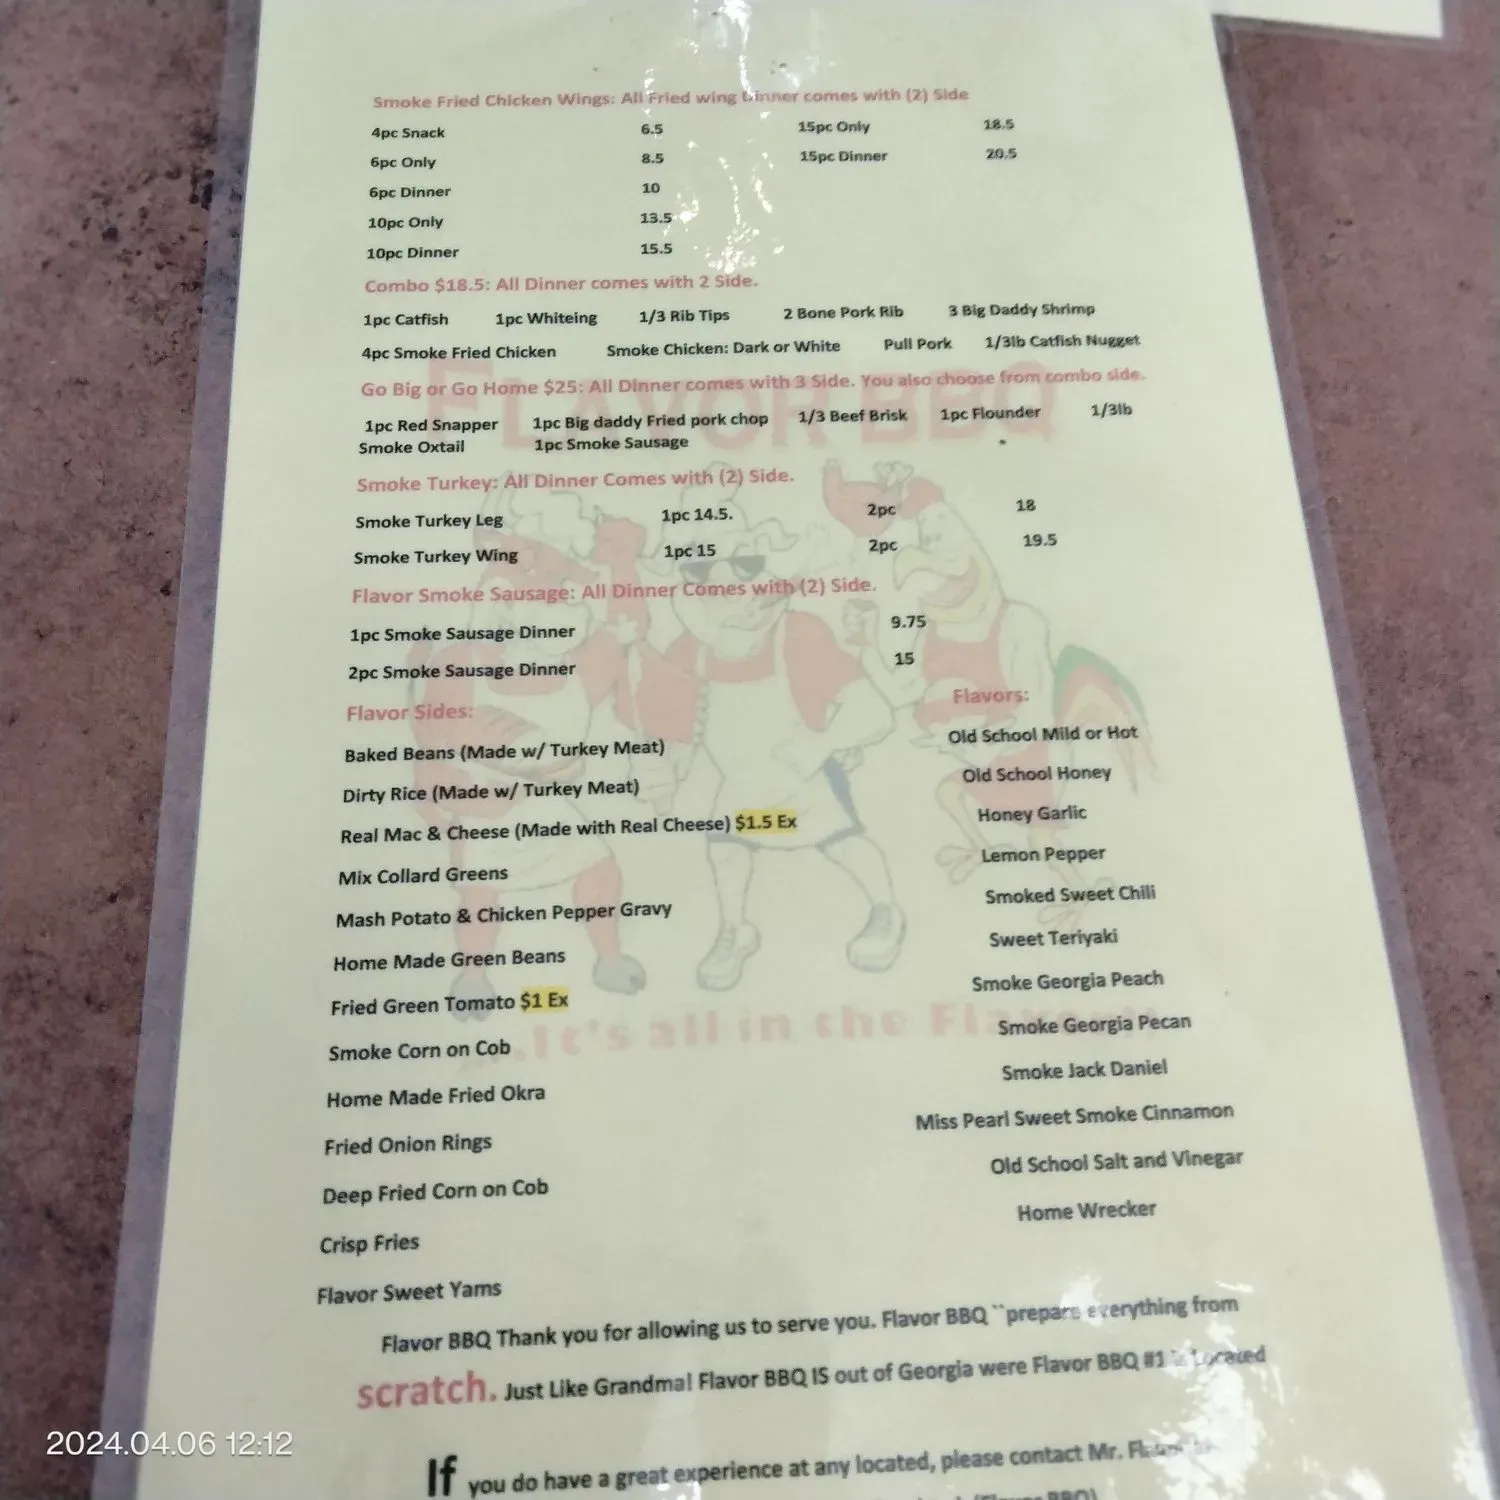 Smoke Fried Chicken Wings: All Fried wing Dinner comes with (2) Side
4pc Snack 6.5 15pc Only 18.5
6pc Only 8.5 15pc Dinner 20.5
6pc Dinner 10
10pc Only 13.5
10pc Dinner 15.5
Combo $18.5: All Dinner comes with 2 Side.
1pc Catfish 1pc Whiteing 1/3 Rib Tips 2 Bone Pork Rib 3 Big Daddy Shrimp
4pc Smoke Fried Chicken Smoke Chicken: Dark or White Pull Pork 1/3lb Catfish Nugget
Go Big or Go Home $25: All Dinner comes with 3 Side. You also choose from combo side.
1pc Red Snapper 1pc Big daddy Fried pork chop 1/3 Beef Brisk 1pc Flounder 1/3lb
Smoke Oxtail 1pc Smoke Sausage
FLAVOR BBQ
Smoke Turkey: All Dinner Comes with (2) Side.
Smoke Turkey Leg 1pc 14.5. 2pc 18
Smoke Turkey Wing 1pc 15 2pc 19.5
Flavor Smoke Sausage: All Dinner Comes with (2) Side.
1pc Smoke Sausage Dinner 9.75
2pc Smoke Sausage Dinner 15
Flavor Sides:
Baked Beans (Made w/ Turkey Meat)
Dirty Rice (Made w/ Turkey Meat)
Real Mac & Cheese (Made with Real Cheese) $1.5 Ex
Mix Collard Greens
Mash Potato & Chicken Pepper Gravy
Home Made Green Beans
Fried Green Tomato $1 Ex
Smoke Corn on Cob
Home Made Fried Okra
Fried Onion Rings
Deep Fried Corn on Cob
Crisp Fries
Flavor Sweet Yams
Flavors:
Old School Mild or Hot
Old School Honey
Honey Garlic
Lemon Pepper
Smoked Sweet Chili
Sweet Teriyaki
Smoke Georgia Peach
Smoke Georgia Pecan
Smoke Jack Daniel
Miss Pearl Sweet Smoke Cinnamon
Old School Salt and Vinegar
Home Wrecker
...It's all in the
Flavor BBQ Thank you for allowing us to serve you. Flavor BBQ ``prepare everything from
scratch. Just Like Grandma! Flavor BBQ IS out of Georgia were Flavor BBQ #1 is Located
If you do have a great experience at any located, please contact Mr.
(Flavor BBQ)
2024.04.06 12:12